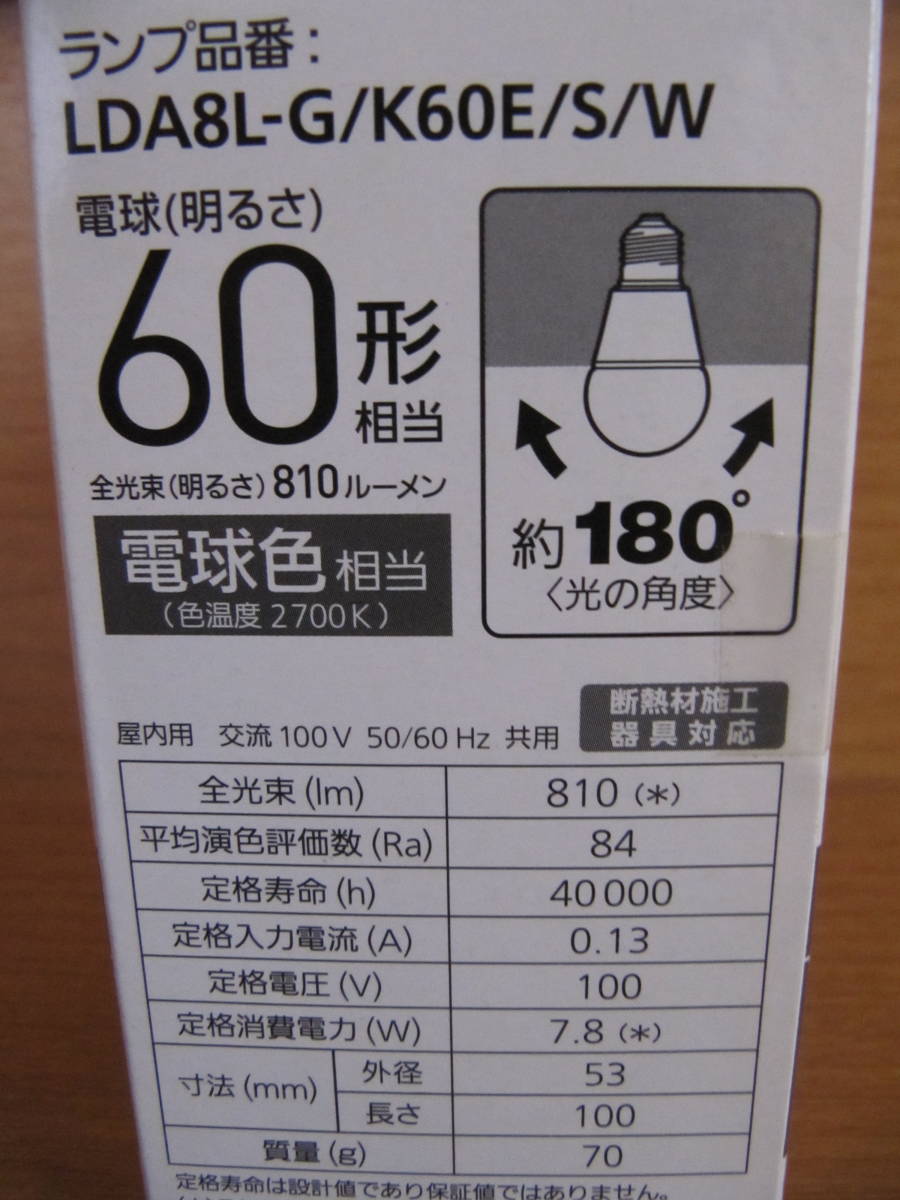 ランプ品番：
LDA8L-G/K60E/S/W
電球(明るさ)
60形
相当
全光束(明るさ)810ルーメン
電球色相当
(色温度2700K)
約180°
〈光の角度〉
断熱材施工
器具対応
屋内用 交流100V 50/60Hz 共用
全光束(lm) 810(*)
平均演色評価数(Ra) 84
定格寿命(h) 40000
定格入力電流(A) 0.13
定格電圧(V) 100
定格消費電力(W) 7.8(*)
寸法(mm) 外径 53
長さ 100
質量(g) 70
定格寿命は設計値であり保証値ではありません。